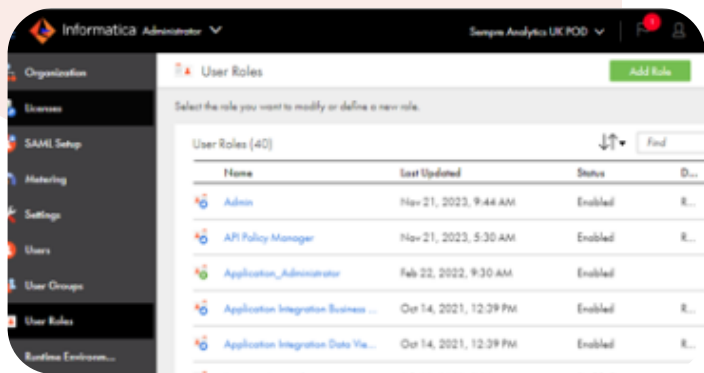 Informatica Administrator Sempre Analytics UK POD 1
Organization
User Roles Add Role
Licenses
Select the role you want to modify or define a new role.
SAML Setup
User Roles (40) Find
Metering
Name Last Updated Status D...
Settings
Admin Nov 21, 2023, 9:44 AM Enabled R...
Users
API Policy Manager Nov 21, 2023, 5:30 AM Enabled R...
User Groups
Application_Administrator Feb 22, 2022, 9:30 AM Enabled
User Roles
Application Integration Business ... Oct 14, 2021, 12:39 PM Enabled R...
Runtime Environm...
Application Integration Data Vie... Oct 14, 2021, 12:39 PM Enabled R...